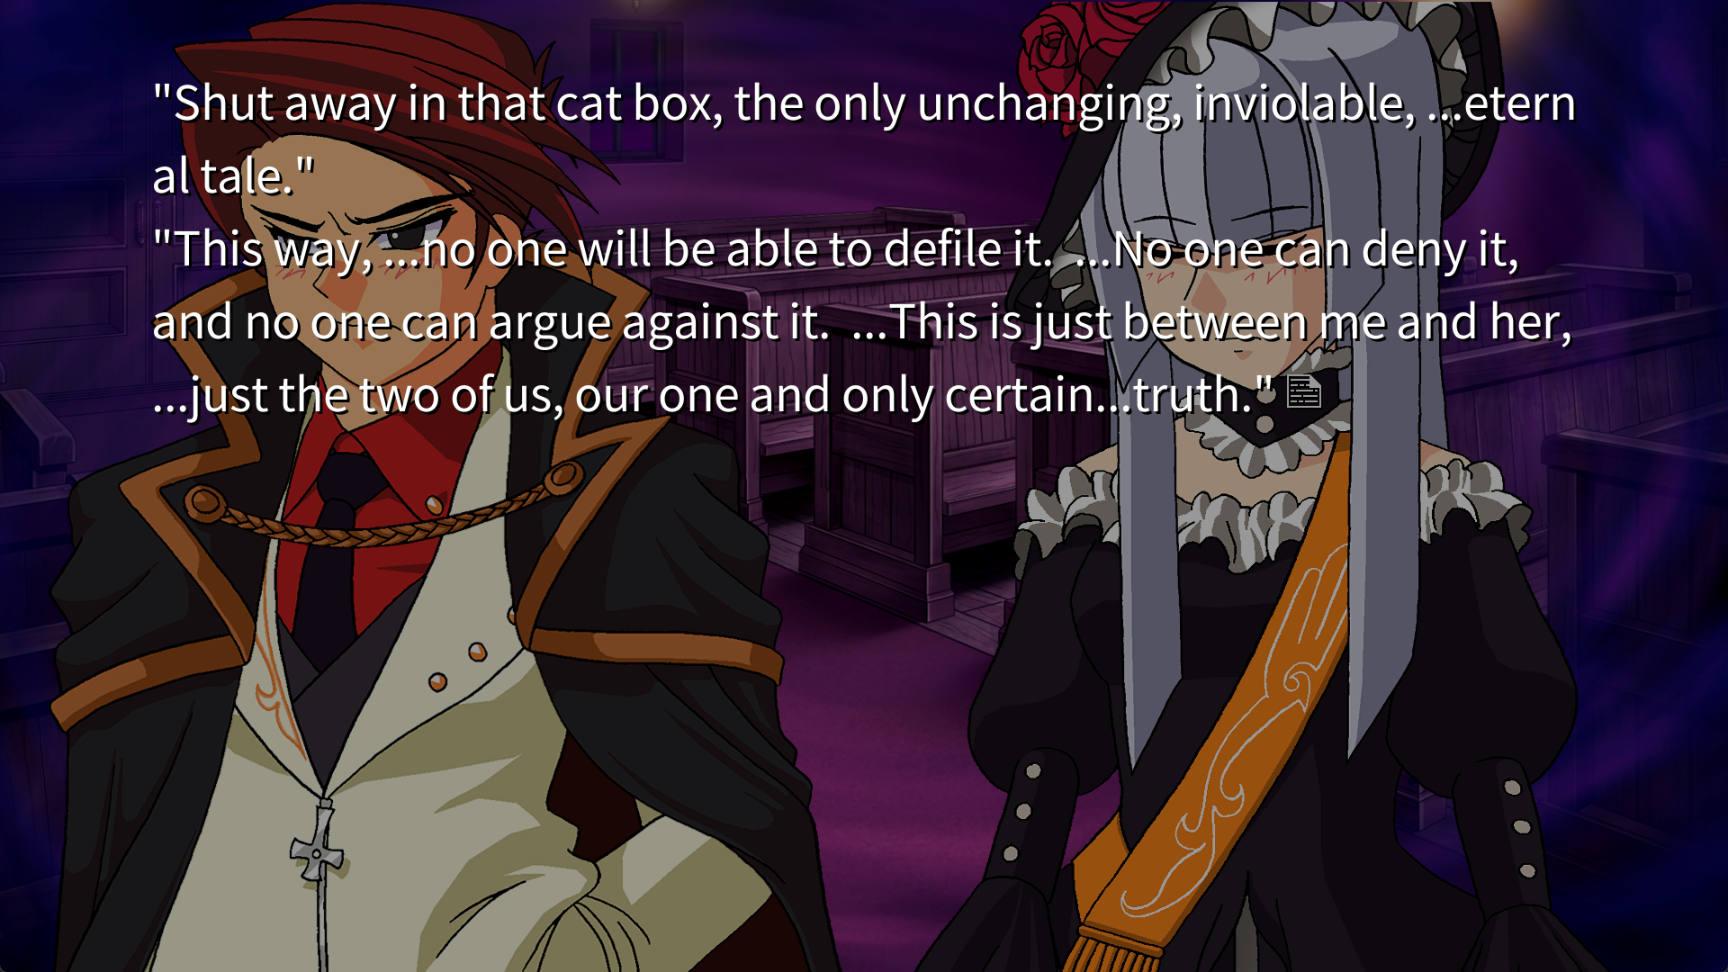 "Shut away in that cat box, the only unchanging, inviolable, ...etern
al tale."
"This way, ...no one will be able to defile it.  ...No one can deny it,
and no one can argue against it.  ...This is just between me and her,
...just the two of us, our one and only certain...truth."